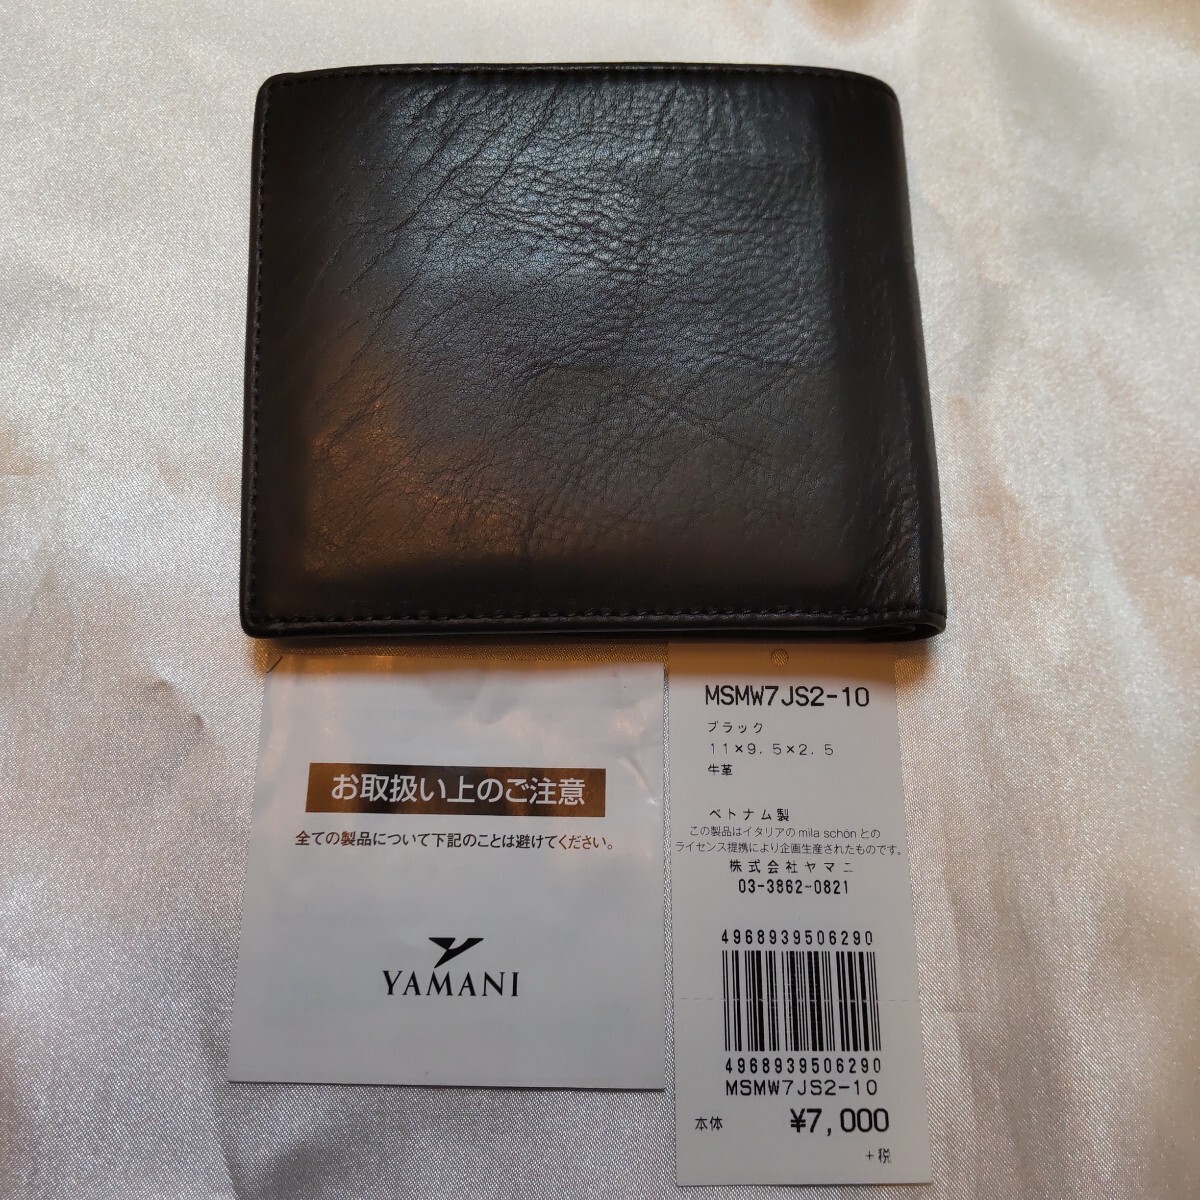 お取扱い上のご注意
全ての製品について下記のことは避けてください。
YAMANI
MSMW7JS2-10
ブラック
11×9.5×2.5
牛革
ベトナム製
この製品はイタリアのmila schönとの
ライセンス提携により企画生産されたものです。
株式会社ヤマニ
03-3862-0821
4968939506290
4968939506290
MSMW7JS2-10
本体 ¥7,000
+税